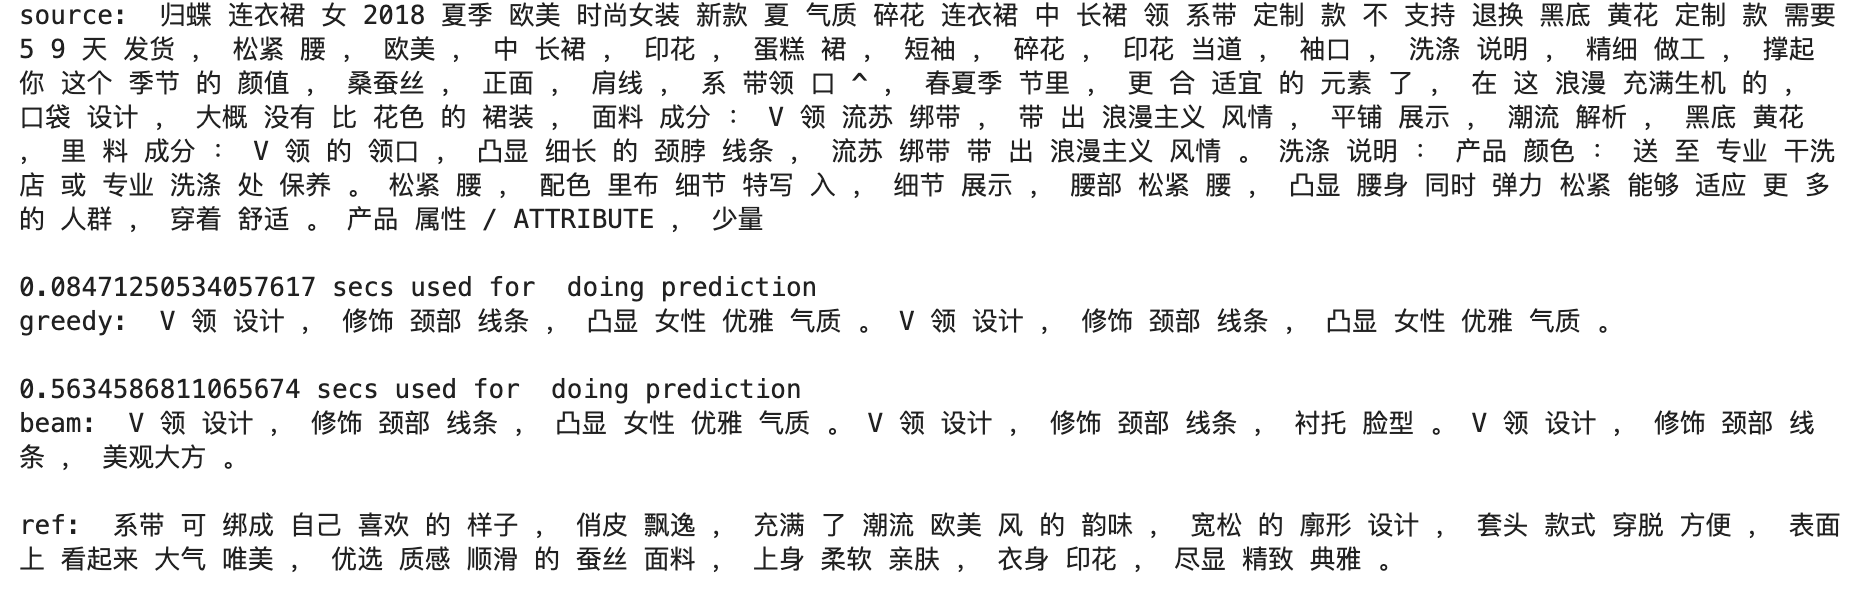 source:  归蝶 连衣裙 女 2018 夏季 欧美 时尚女装 新款 夏 气质 碎花 连衣裙 中 长裙 领 系带 定制 款 不 支持 退换 黑底 黄花 定制 款 需要
5 9 天 发货 ， 松紧 腰 ， 欧美 ， 中 长裙 ， 印花 ， 蛋糕 裙 ， 短袖 ， 碎花 ， 印花 当道 ， 袖口 ， 洗涤 说明 ， 精细 做工 ， 撑起
你 这个 季节 的 颜值 ， 桑蚕丝 ， 正面 ， 肩线 ， 系 带领 口 ^ ， 春夏季 节里 ， 更 合 适宜 的 元素 了 ， 在 这 浪漫 充满生机 的 ，
口袋 设计 ， 大概 没有 比 花色 的 裙装 ， 面料 成分 ： V 领 流苏 绑带 ， 带 出 浪漫主义 风情 ， 平铺 展示 ， 潮流 解析 ， 黑底 黄花
， 里 料 成分 ： V 领 的 领口 ， 凸显 细长 的 颈脖 线条 ， 流苏 绑带 带 出 浪漫主义 风情 。 洗涤 说明 ： 产品 颜色 ： 送 至 专业 干洗
店 或 专业 洗涤 处 保养 。 松紧 腰 ， 配色 里布 细节 特写 入 ， 细节 展示 ， 腰部 松紧 腰 ， 凸显 腰身 同时 弹力 松紧 能够 适应 更 多
的 人群 ， 穿着 舒适 。 产品 属性 / ATTRIBUTE ， 少量
0.08471250534057617 secs used for  doing prediction
greedy:  V 领 设计 ， 修饰 颈部 线条 ， 凸显 女性 优雅 气质 。 V 领 设计 ， 修饰 颈部 线条 ， 凸显 女性 优雅 气质 。
0.5634586811065674 secs used for  doing prediction
beam:  V 领 设计 ， 修饰 颈部 线条 ， 凸显 女性 优雅 气质 。 V 领 设计 ， 修饰 颈部 线条 ， 衬托 脸型 。 V 领 设计 ， 修饰 颈部 线
条 ， 美观大方 。
ref:  系带 可 绑成 自己 喜欢 的 样子 ， 俏皮 飘逸 ， 充满 了 潮流 欧美 风 的 韵味 ， 宽松 的 廓形 设计 ， 套头 款式 穿脱 方便 ， 表面
上 看起来 大气 唯美 ， 优选 质感 顺滑 的 蚕丝 面料 ， 上身 柔软 亲肤 ， 衣身 印花 ， 尽显 精致 典雅 。